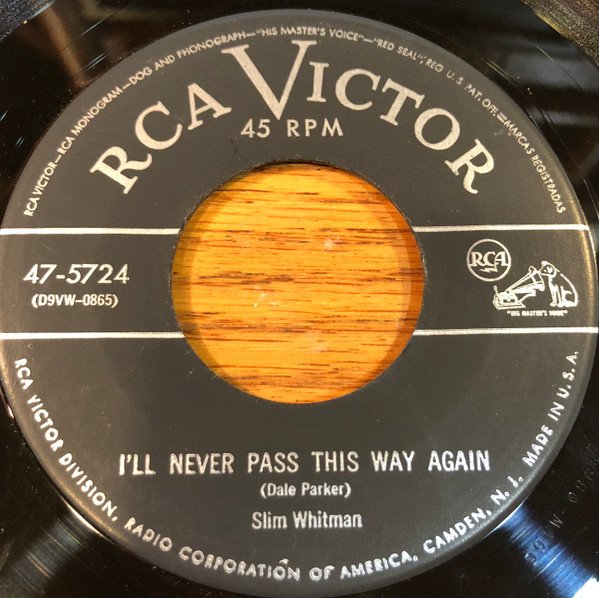 RCA VICTOR—RCA MONOGRAM—DOG AND PHONOGRAPH—"HIS MASTER'S VOICE"—"RED SEAL", REG U. S. PAT. OFF.—MARCAS REGISTRADAS
RCA VICTOR
45 RPM
47-5724
(D9VW-0865)
RCA
"HIS MASTER'S VOICE"
I'LL NEVER PASS THIS WAY AGAIN
(Dale Parker)
Slim Whitman
RCA VICTOR DIVISION, RADIO CORPORATION OF AMERICA, CAMDEN, N. J. MADE IN U.S.A.